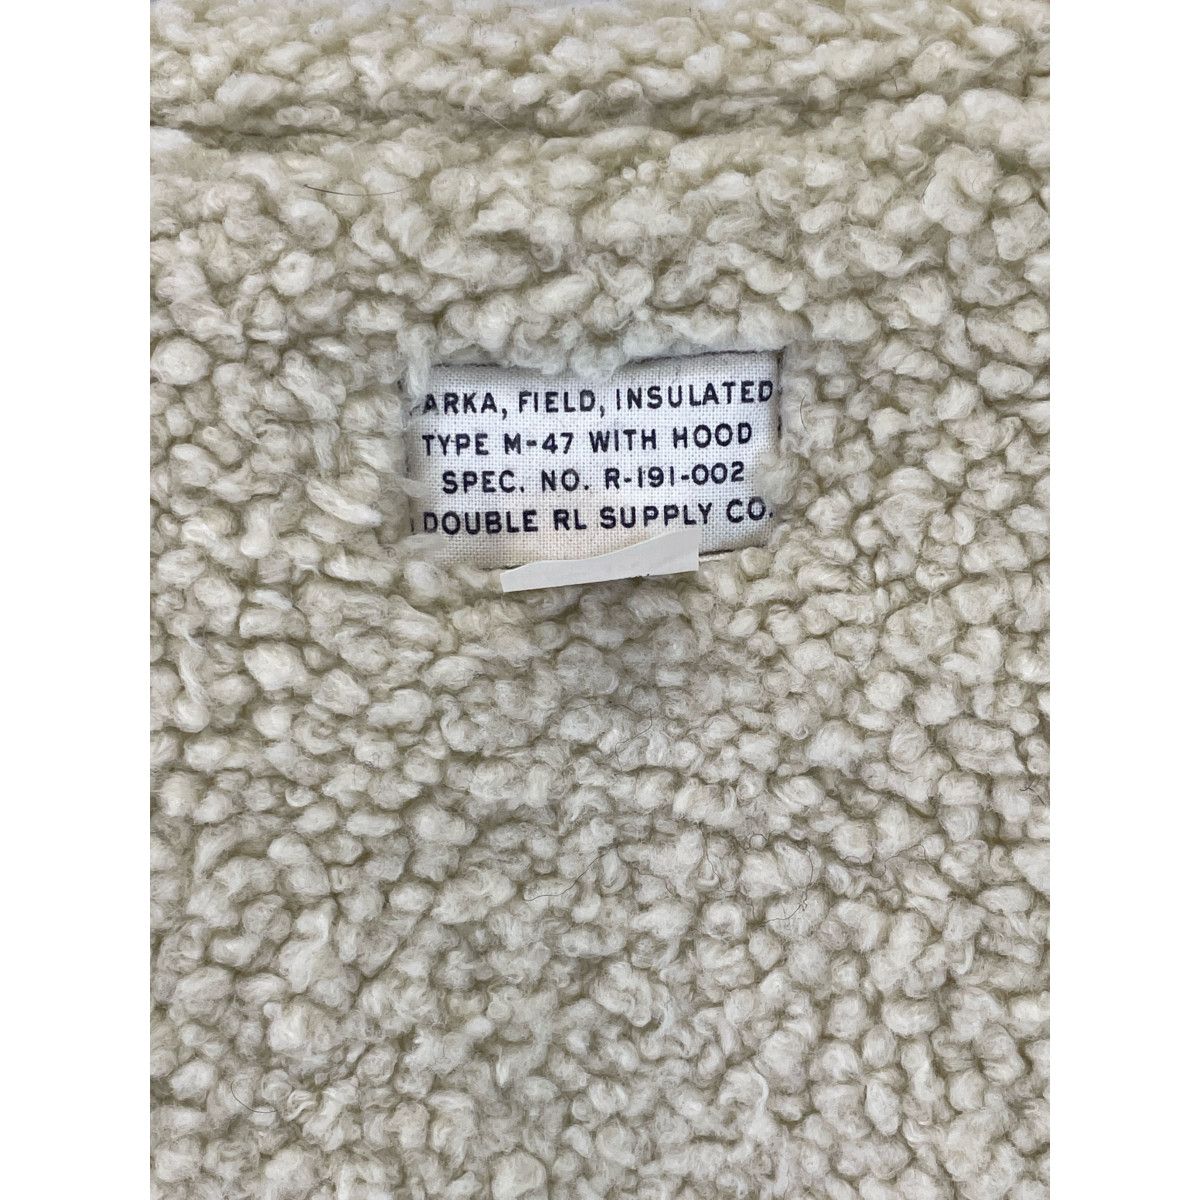 ARKA, FIELD, INSULATED
TYPE M-47 WITH HOOD
SPEC. NO. R-191-002
DOUBLE RL SUPPLY CO.